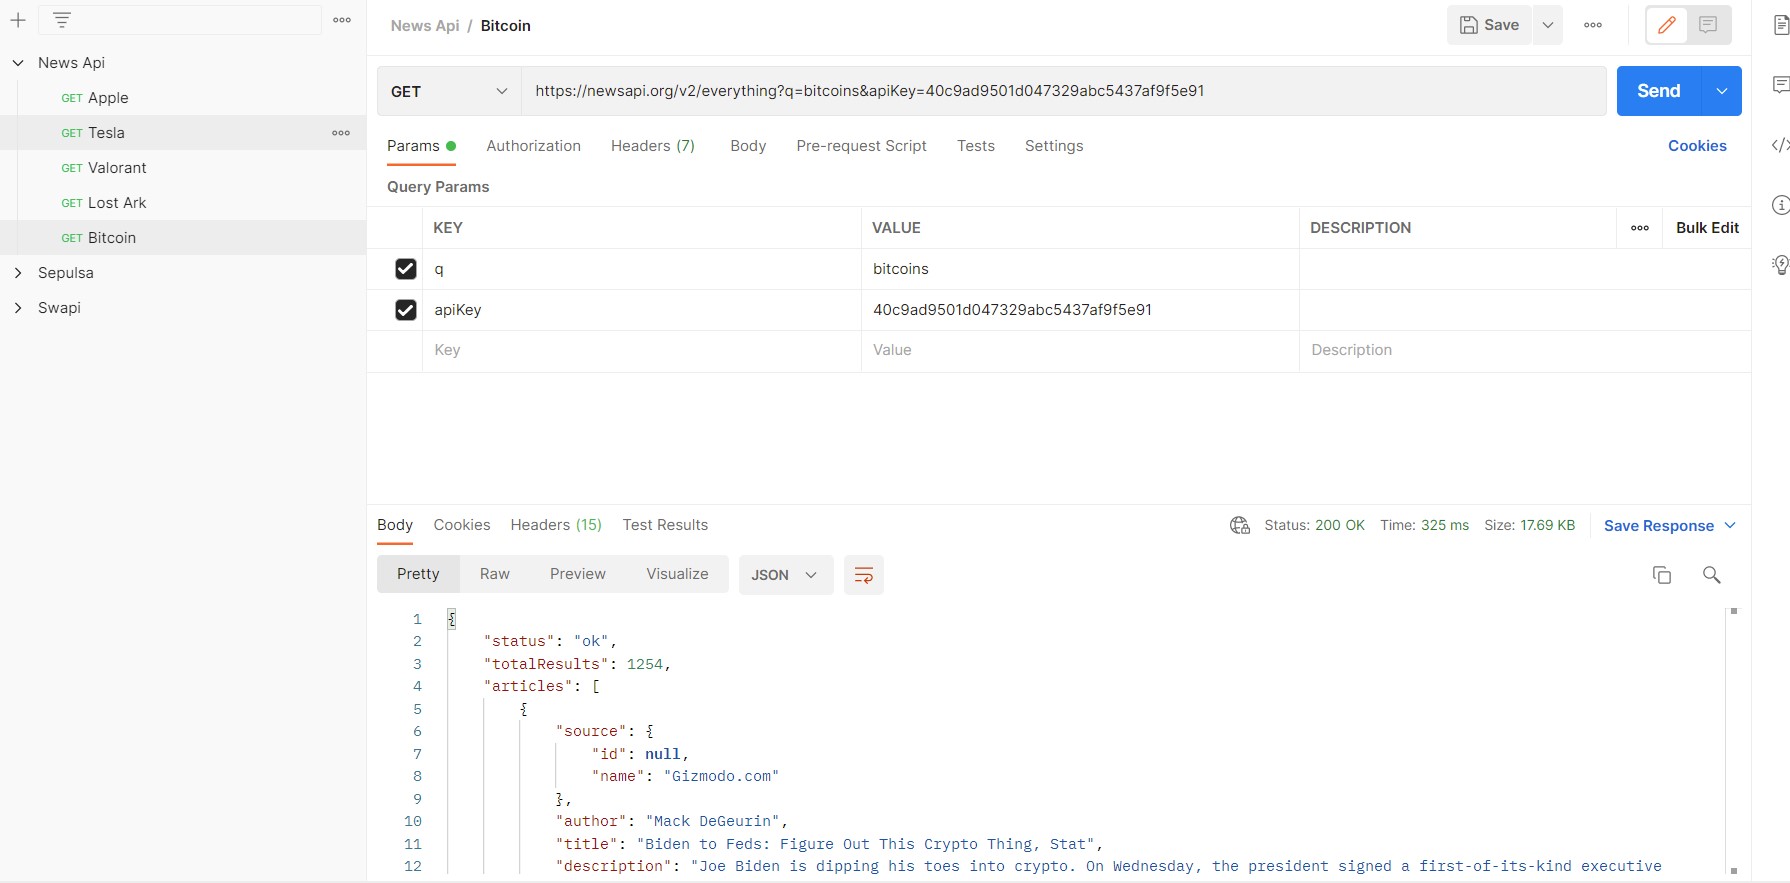 News Api / Bitcoin
Save
News Api
GET Apple
GET Tesla
GET Valorant
GET Lost Ark
GET Bitcoin
Sepulsa
Swapi
GET
https://newsapi.org/v2/everything?q=bitcoins&apiKey=40c9ad9501d047329abc5437af9f5e91
Send
Params Authorization Headers (7) Body Pre-request Script Tests Settings Cookies
Query Params
KEY VALUE DESCRIPTION Bulk Edit
q bitcoins
apiKey 40c9ad9501d047329abc5437af9f5e91
Key Value Description
Body Cookies Headers (15) Test Results Status: 200 OK Time: 325 ms Size: 17.69 KB Save Response
Pretty Raw Preview Visualize JSON
1 {
2 "status": "ok",
3 "totalResults": 1254,
4 "articles": [
5 {
6 "source": {
7 "id": null,
8 "name": "Gizmodo.com"
9 },
10 "author": "Mack DeGeurin",
11 "title": "Biden to Feds: Figure Out This Crypto Thing, Stat",
12 "description": "Joe Biden is dipping his toes into crypto. On Wednesday, the president signed a first-of-its-kind executive